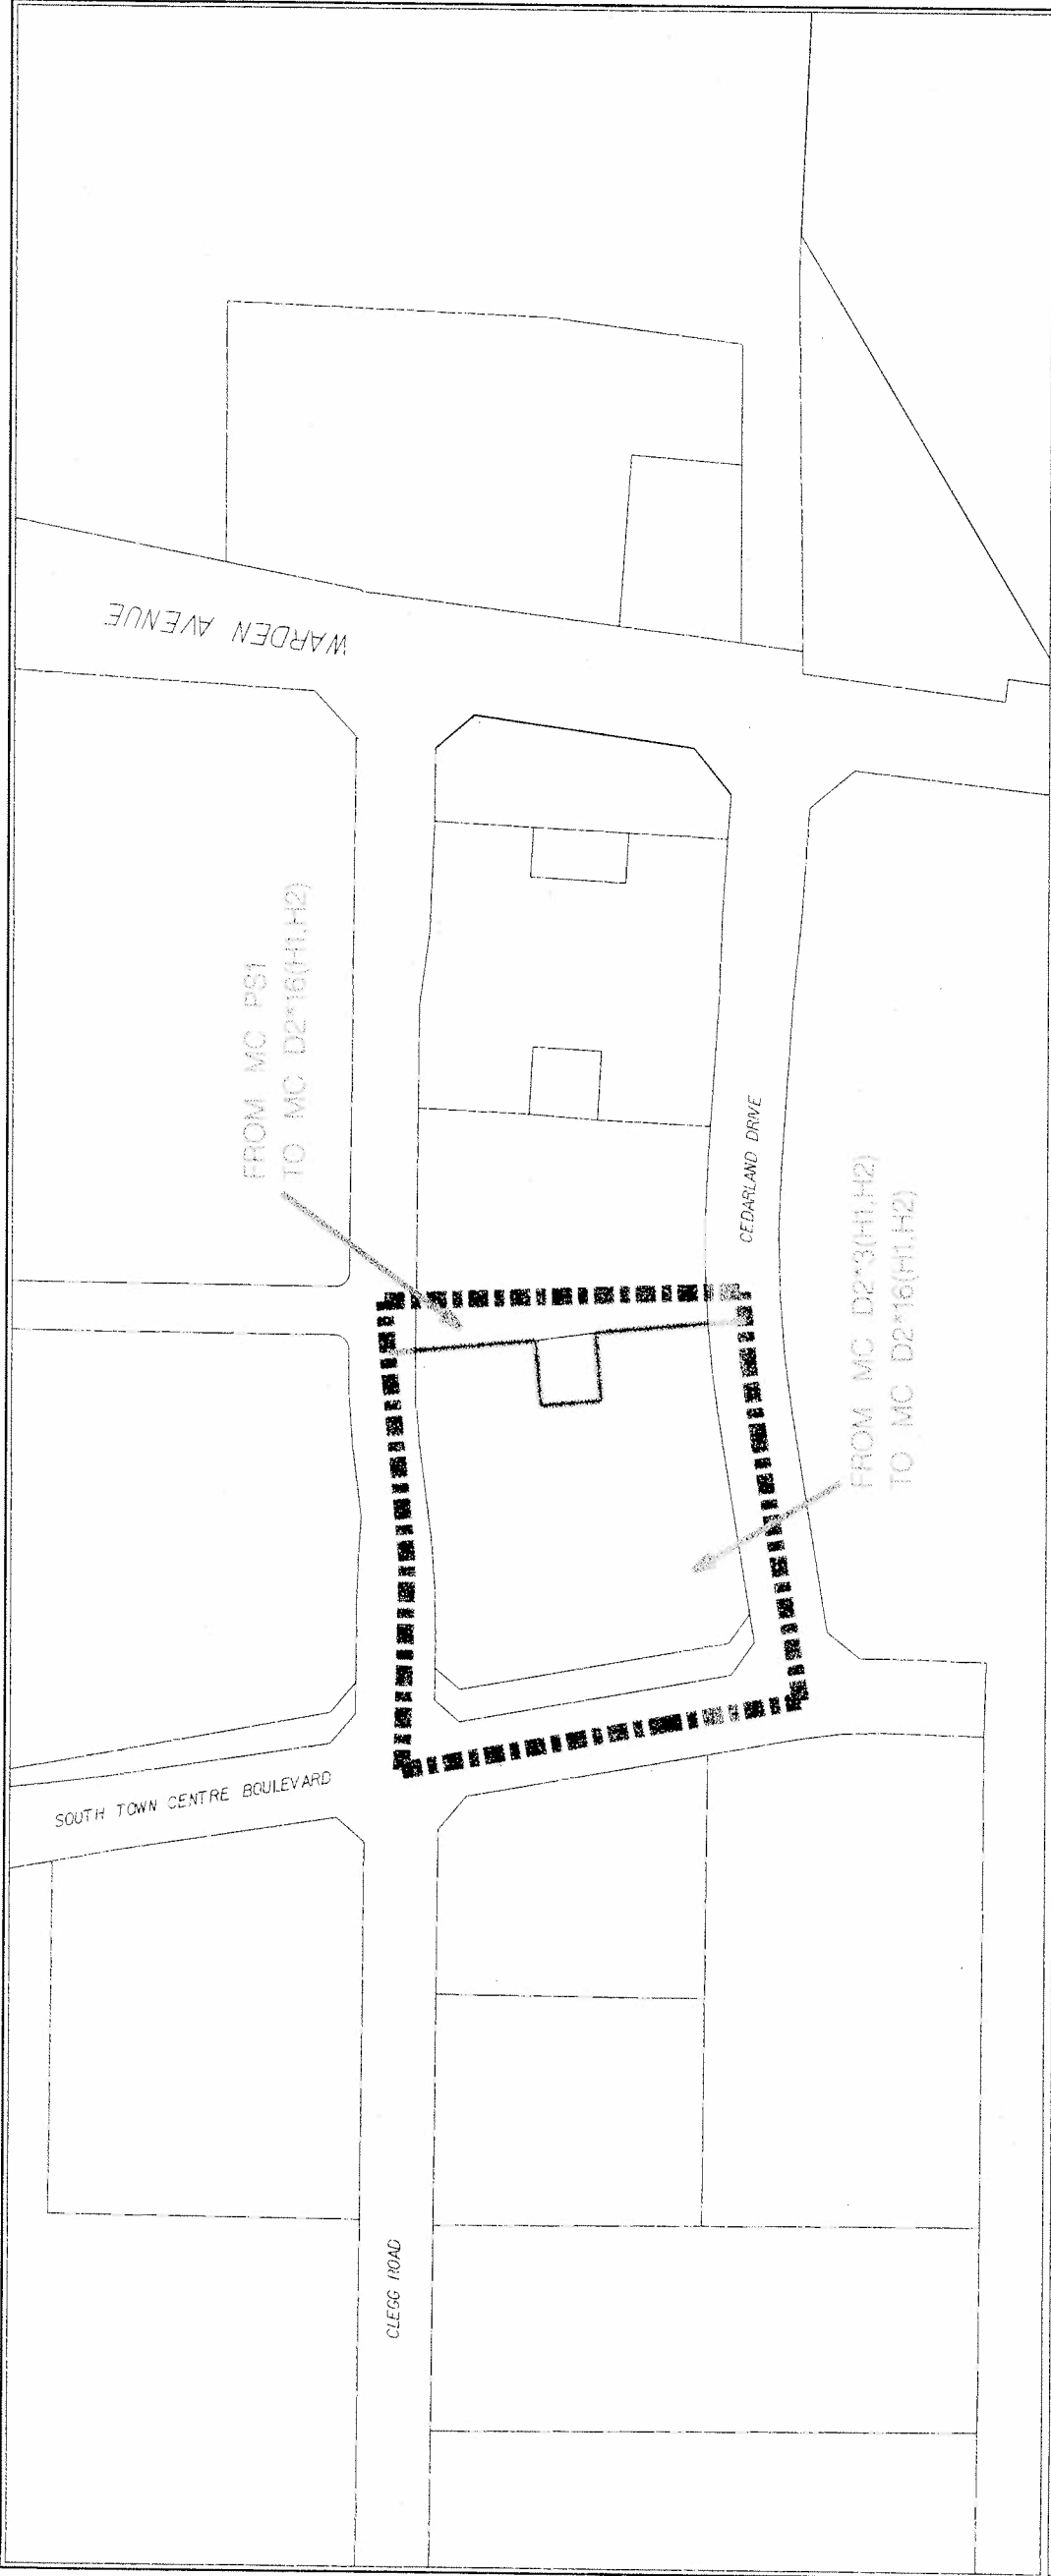 WARDEN AVENUE
FROM MC PS1
TO MC D2*16(H1,H2)
CEDARLAND DRIVE
FROM MC D2*3(H1,H2)
TO MC D2*16(H1,H2)
SOUTH TOWN CENTRE BOULEVARD
CLEGG ROAD